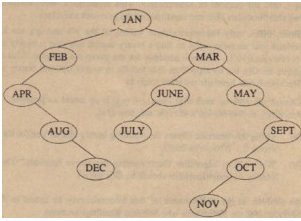 JAN
FEB MAR
APR JUNE MAY
AUG JULY SEPT
DEC OCT
NOV